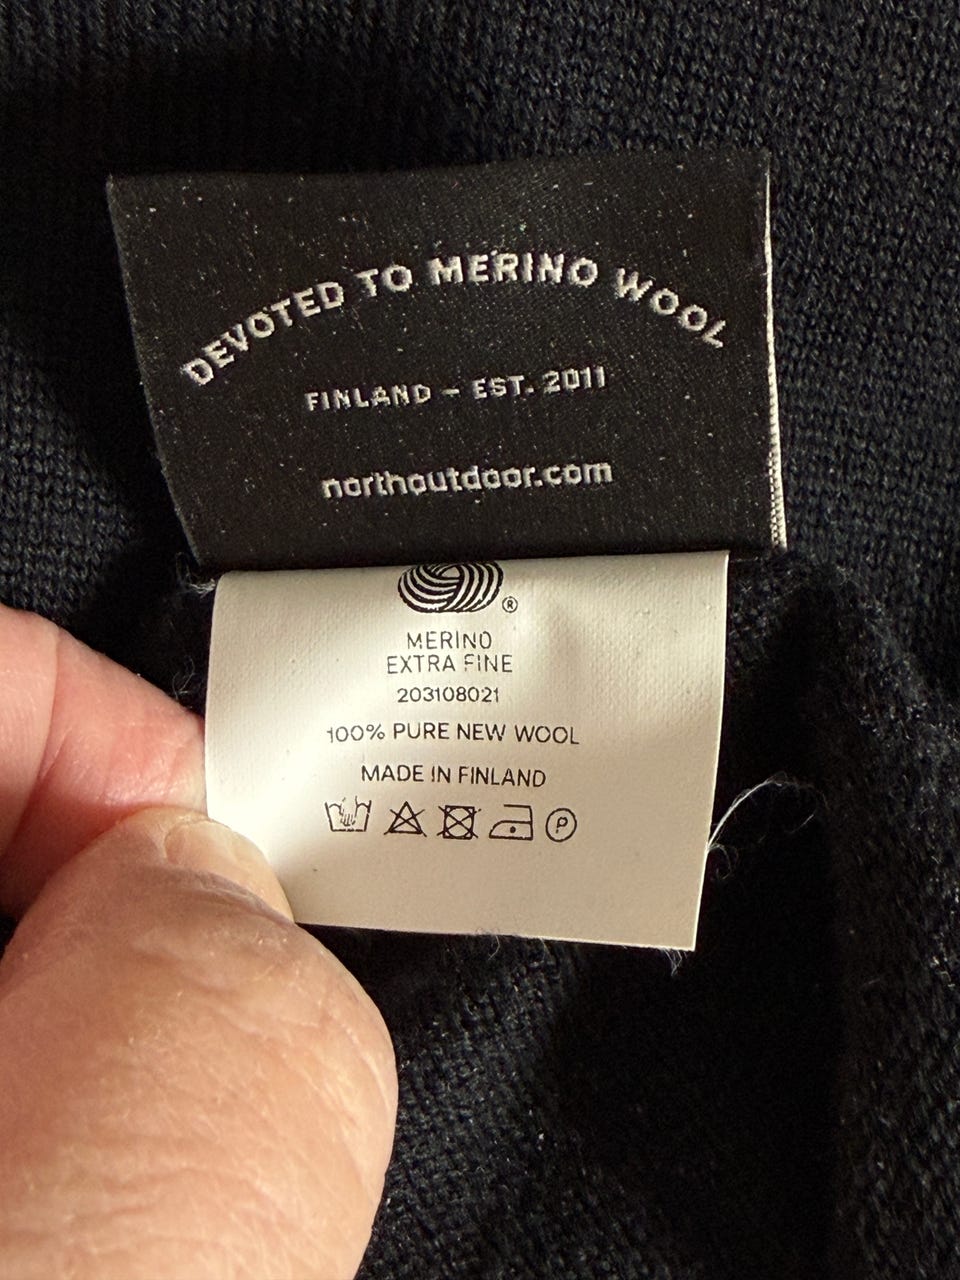 DEVOTED TO MERINO WOOL
FINLAND – EST. 2011
northoutdoor.com
®
MERINO
EXTRA FINE
203108021
100% PURE NEW WOOL
MADE IN FINLAND
P